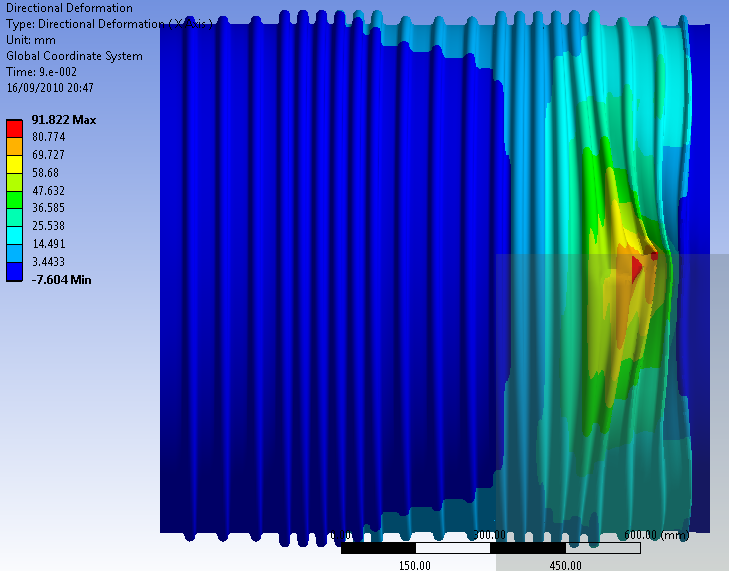 Directional Deformation
Type: Directional Deformation ( X Axis )
Unit: mm
Global Coordinate System
Time: 9.e-002
16/09/2010 20:47
91.822 Max
80.774
69.727
58.68
47.632
36.585
25.538
14.491
3.4433
-7.604 Min
0.00 300.00 600.00 (mm)
150.00 450.00